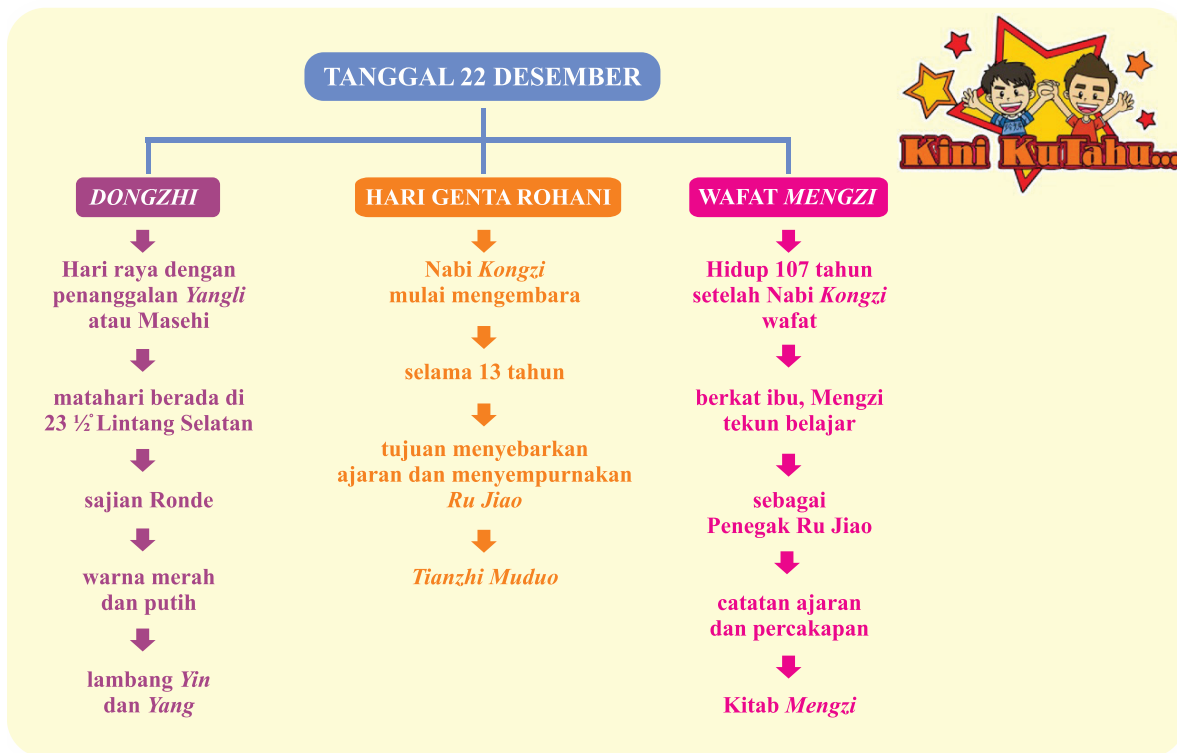 TANGGAL 22 DESEMBER
Kini KuTahu...
DONGZHI
Hari raya dengan
penanggalan Yangli
atau Masehi
matahari berada di
23 ½° Lintang Selatan
sajian Ronde
warna merah
dan putih
lambang Yin
dan Yang
HARI GENTA ROHANI
Nabi Kongzi
mulai mengembara
selama 13 tahun
tujuan menyebarkan
ajaran dan menyempurnakan
Ru Jiao
Tianzhi Muduo
WAFAT MENGZI
Hidup 107 tahun
setelah Nabi Kongzi
wafat
berkat ibu, Mengzi
tekun belajar
sebagai
Penegak Ru Jiao
catatan ajaran
dan percakapan
Kitab Mengzi